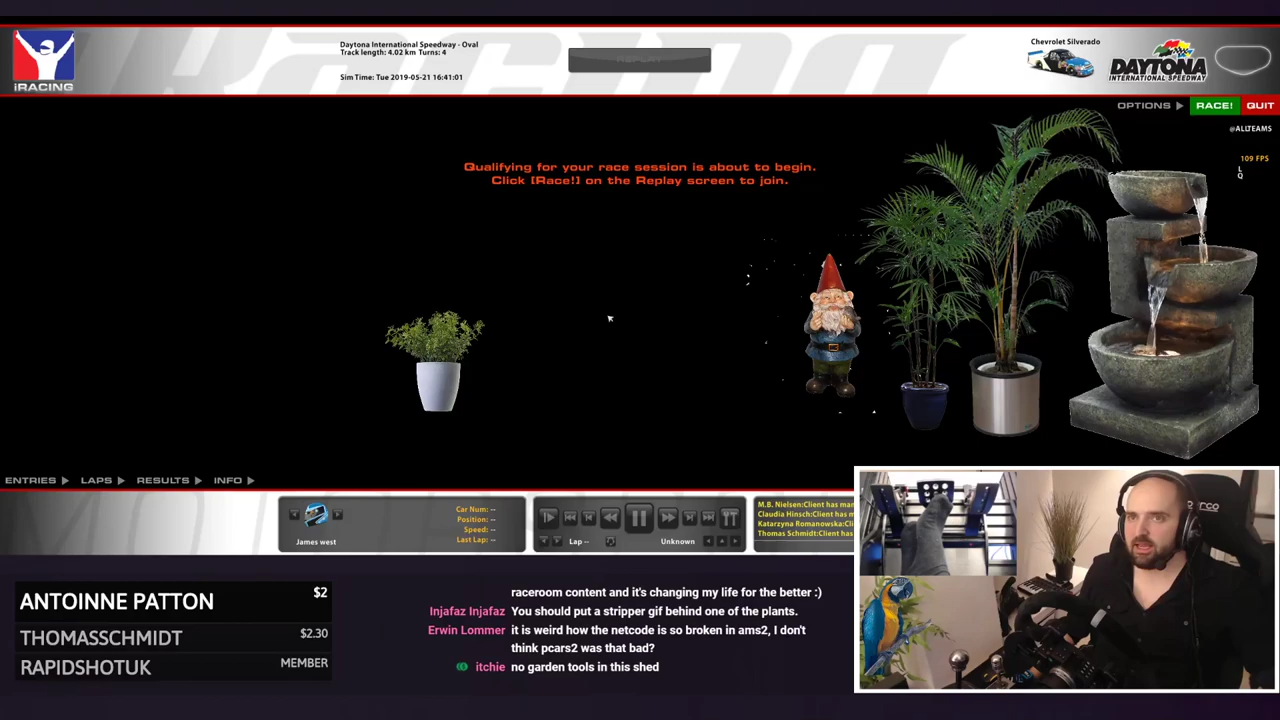 iRACING
Daytona International Speedway - Oval
Track length: 4.02 km Turns: 4
Sim Time: Tue 2019-05-21 16:41:01
REPLAY
Chevrolet Silverado
DAYTONA
INTERNATIONAL SPEEDWAY
OPTIONS
RACE!
QUIT
@ALLTEAMS
109 FPS
L
Q
Qualifying for your race session is about to begin.
Click [Race!] on the Replay screen to join.
ENTRIES
LAPS
RESULTS
INFO
James west
Car Num: --
Position: --
Speed: --
Last Lap: --
Lap --
Unknown
M.B. Nielsen:Client has mar
Claudia Hinsch:Client has m
Katarzyna Romanowska:Cli
Thomas Schmidt:Client has
ANTOINNE PATTON $2
THOMASSCHMIDT $2.30
RAPIDSHOTUK MEMBER
raceroom content and it's changing my life for the better :)
Injafaz Injafaz You should put a stripper gif behind one of the plants.
Erwin Lommer it is weird how the netcode is so broken in ams2, I don't
think pcars2 was that bad?
itchie no garden tools in this shed